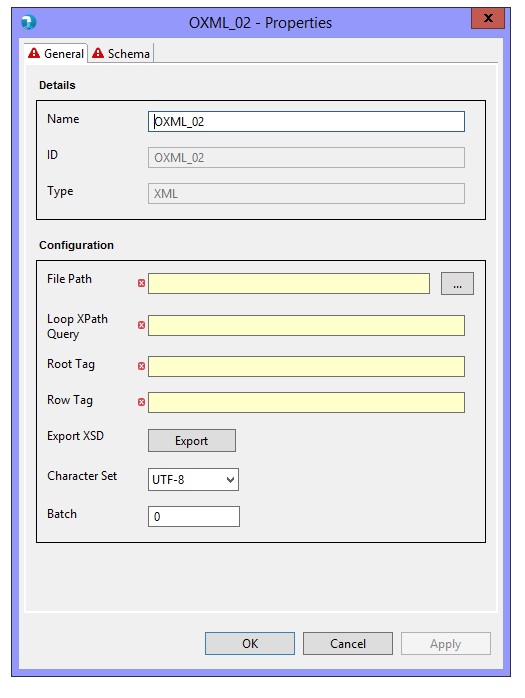 OXML_02 - Properties
x
General Schema
Details
Name OXML_02
ID OXML_02
Type XML
Configuration
File Path ...
Loop XPath
Query
Root Tag
Row Tag
Export XSD Export
Character Set UTF-8
Batch 0
OK Cancel Apply